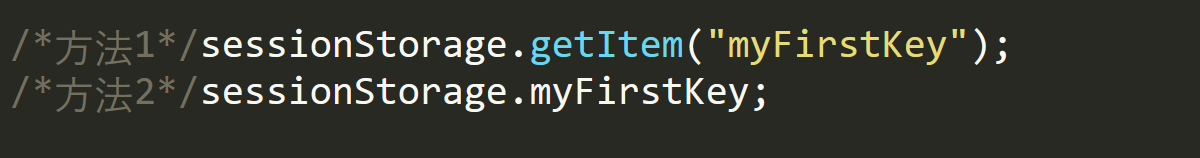 /*方法1*/sessionStorage.getItem("myFirstKey");
/*方法2*/sessionStorage.myFirstKey;